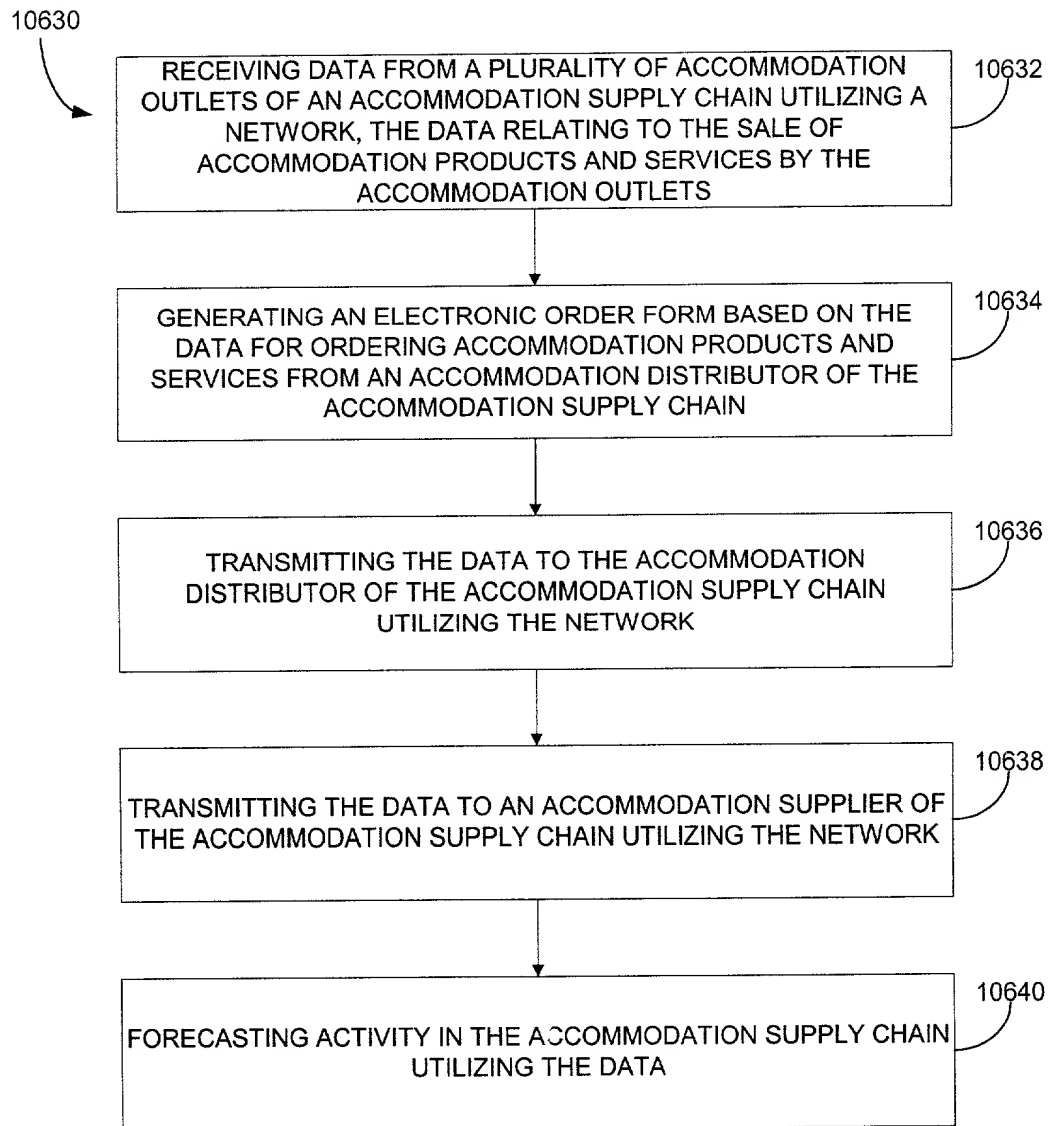 10630
RECEIVING DATA FROM A PLURALITY OF ACCOMMODATION
OUTLETS OF AN ACCOMMODATION SUPPLY CHAIN UTILIZING A
NETWORK, THE DATA RELATING TO THE SALE OF
ACCOMMODATION PRODUCTS AND SERVICES BY THE
ACCOMMODATION OUTLETS
10632
GENERATING AN ELECTRONIC ORDER FORM BASED ON THE
DATA FOR ORDERING ACCOMMODATION PRODUCTS AND
SERVICES FROM AN ACCOMMODATION DISTRIBUTOR OF THE
ACCOMMODATION SUPPLY CHAIN
10634
TRANSMITTING THE DATA TO THE ACCOMMODATION
DISTRIBUTOR OF THE ACCOMMODATION SUPPLY CHAIN
UTILIZING THE NETWORK
10636
TRANSMITTING THE DATA TO AN ACCOMMODATION SUPPLIER OF
THE ACCOMMODATION SUPPLY CHAIN UTILIZING THE NETWORK
10638
FORECASTING ACTIVITY IN THE ACCOMMODATION SUPPLY CHAIN
UTILIZING THE DATA
10640